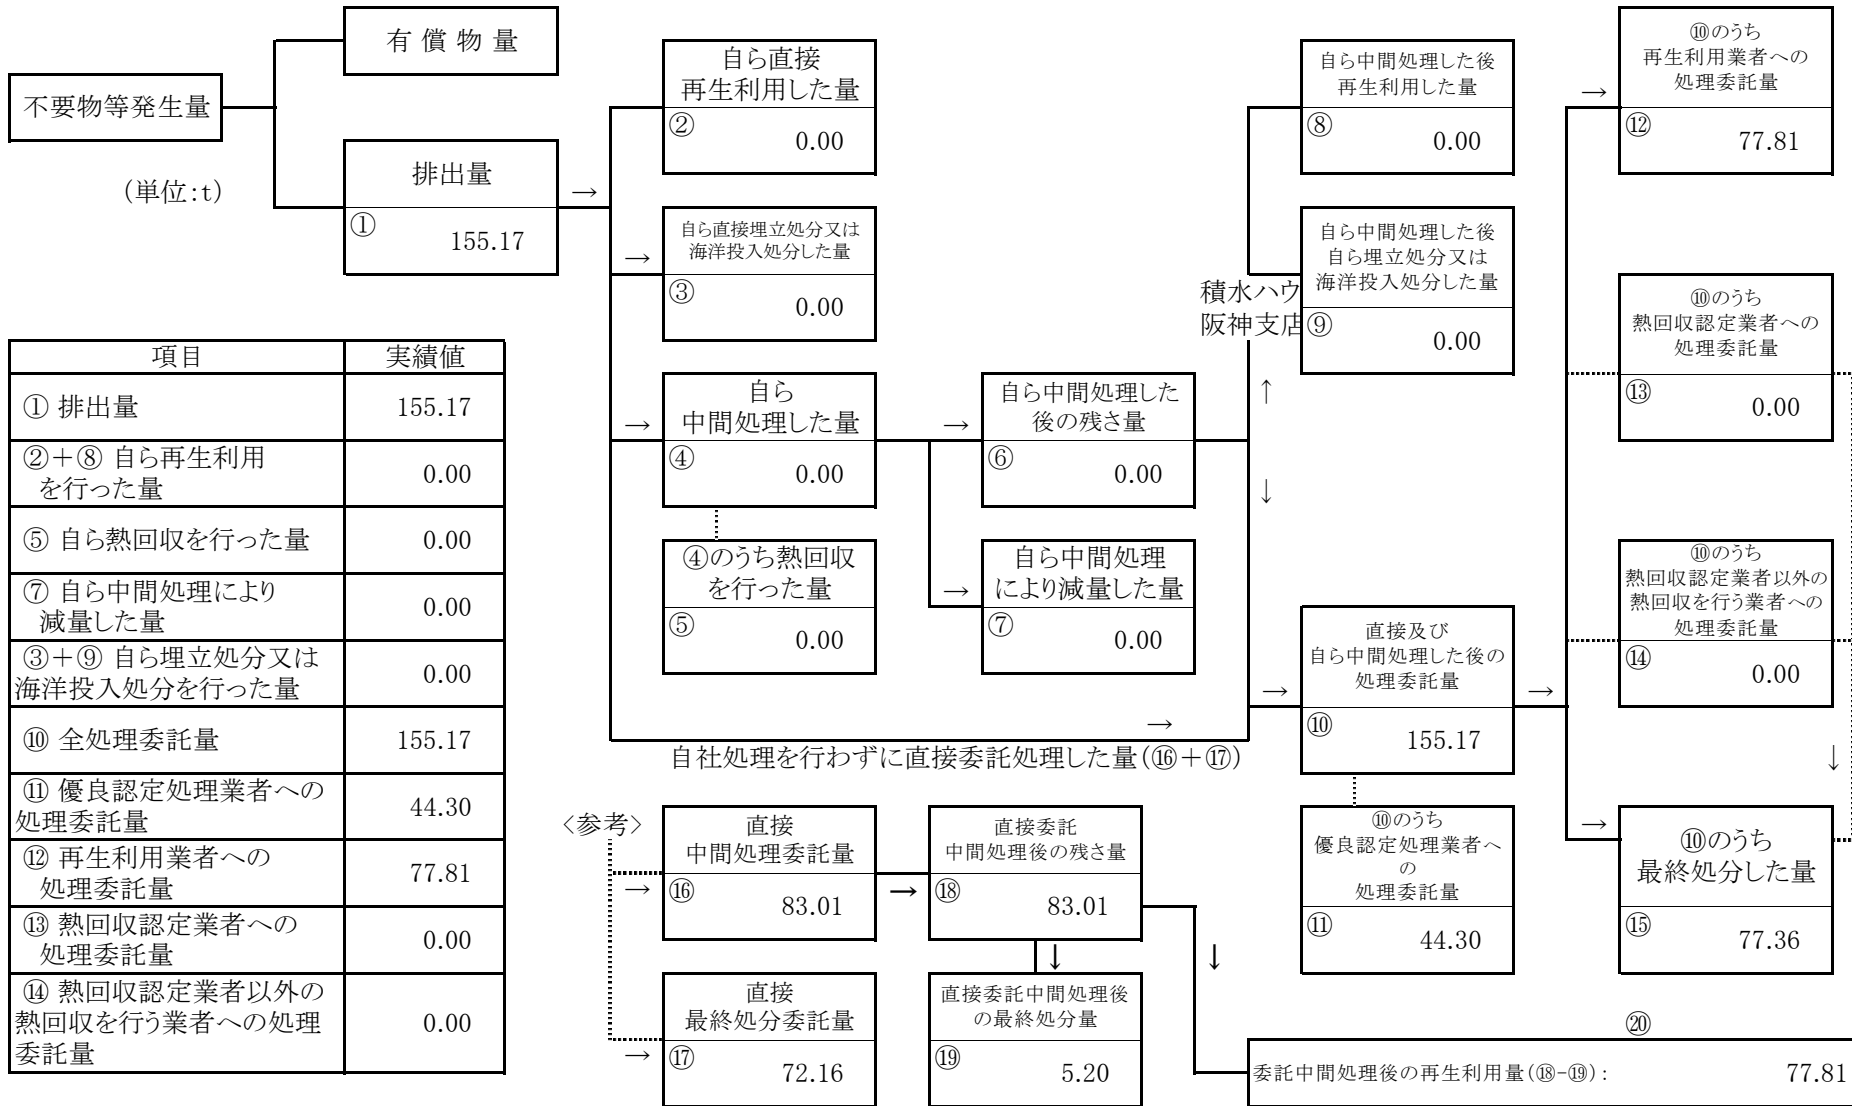 不要物等発生量
(単位:t)
有 償 物 量
排出量
① 155.17
→
自ら直接
再生利用した量
② 0.00
→
自ら直接埋立処分又は
海洋投入処分した量
③ 0.00
→
自ら
中間処理した量
④ 0.00
④のうち熱回収
を行った量
⑤ 0.00
→
自ら中間処理した
後の残さ量
⑥ 0.00
→
自ら中間処理
により減量した量
⑦ 0.00
→
自社処理を行わずに直接委託処理した量(⑯+⑰)
積水ハウ
阪神支店
↑
↓
自ら中間処理した後
再生利用した量
⑧ 0.00
自ら中間処理した後
自ら埋立処分又は
海洋投入処分した量
⑨ 0.00
→
直接及び
自ら中間処理した後の
処理委託量
⑩ 155.17
⑩のうち
優良認定処理業者へ
の
処理委託量
⑪ 44.30
→
→
⑩のうち
再生利用業者への
処理委託量
⑫ 77.81
⑩のうち
熱回収認定業者への
処理委託量
⑬ 0.00
⑩のうち
熱回収認定業者以外の
熱回収を行う業者への
処理委託量
⑭ 0.00
↓
→
⑩のうち
最終処分した量
⑮ 77.36
項目 実績値
① 排出量 155.17
②+⑧ 自ら再生利用
を行った量 0.00
⑤ 自ら熱回収を行った量 0.00
⑦ 自ら中間処理により
減量した量 0.00
③+⑨ 自ら埋立処分又は
海洋投入処分を行った量 0.00
⑩ 全処理委託量 155.17
⑪ 優良認定処理業者への
処理委託量 44.30
⑫ 再生利用業者への
処理委託量 77.81
⑬ 熱回収認定業者への
処理委託量 0.00
⑭ 熱回収認定業者以外の
熱回収を行う業者への処理
委託量 0.00
〈参考〉
→
直接
中間処理委託量
⑯ 83.01
→
直接
最終処分委託量
⑰ 72.16
→
直接委託
中間処理後の残さ量
⑱ 83.01
↓
直接委託中間処理後
の最終処分量
⑲ 5.20
↓
⑳
委託中間処理後の再生利用量(⑱-⑲): 77.81